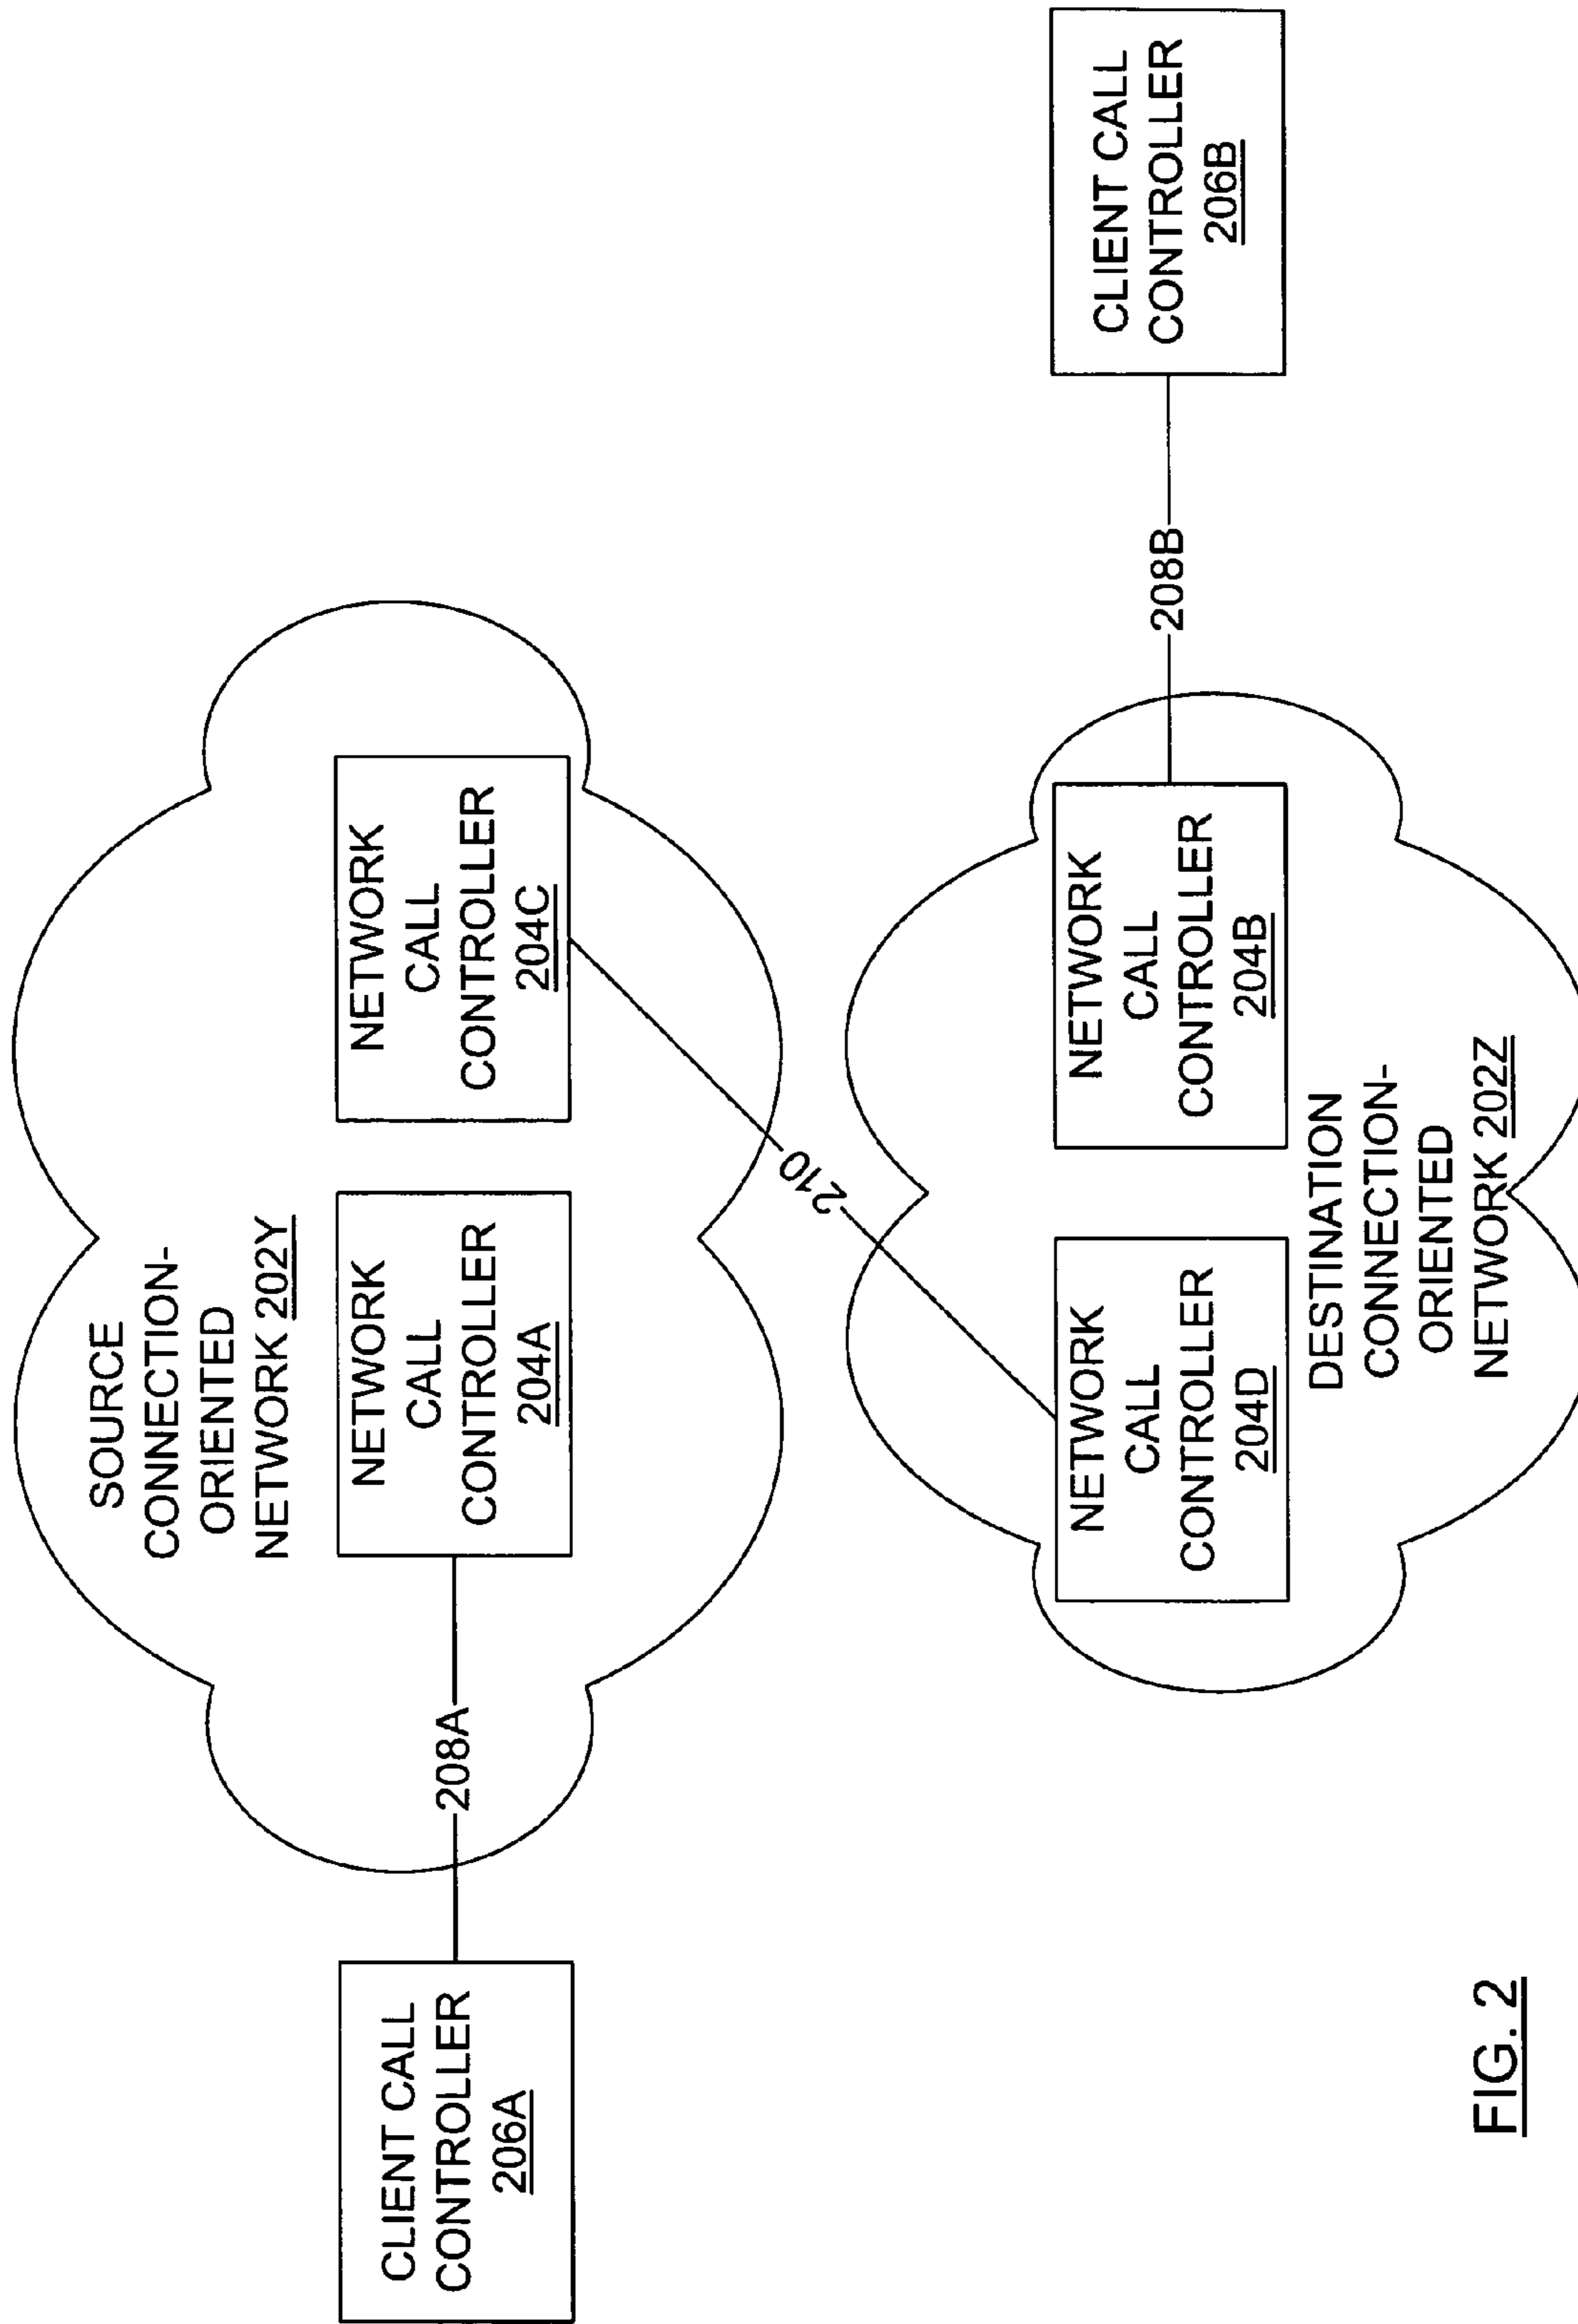 SOURCE
CONNECTION-
ORIENTED
NETWORK 202Y
CLIENT CALL
CONTROLLER
206A
208A
NETWORK
CALL
CONTROLLER
204A
NETWORK
CALL
CONTROLLER
204C
210
NETWORK
CALL
CONTROLLER
204D
NETWORK
CALL
CONTROLLER
204B
208B
CLIENT CALL
CONTROLLER
206B
DESTINATION
CONNECTION-
ORIENTED
NETWORK 202Z
FIG. 2